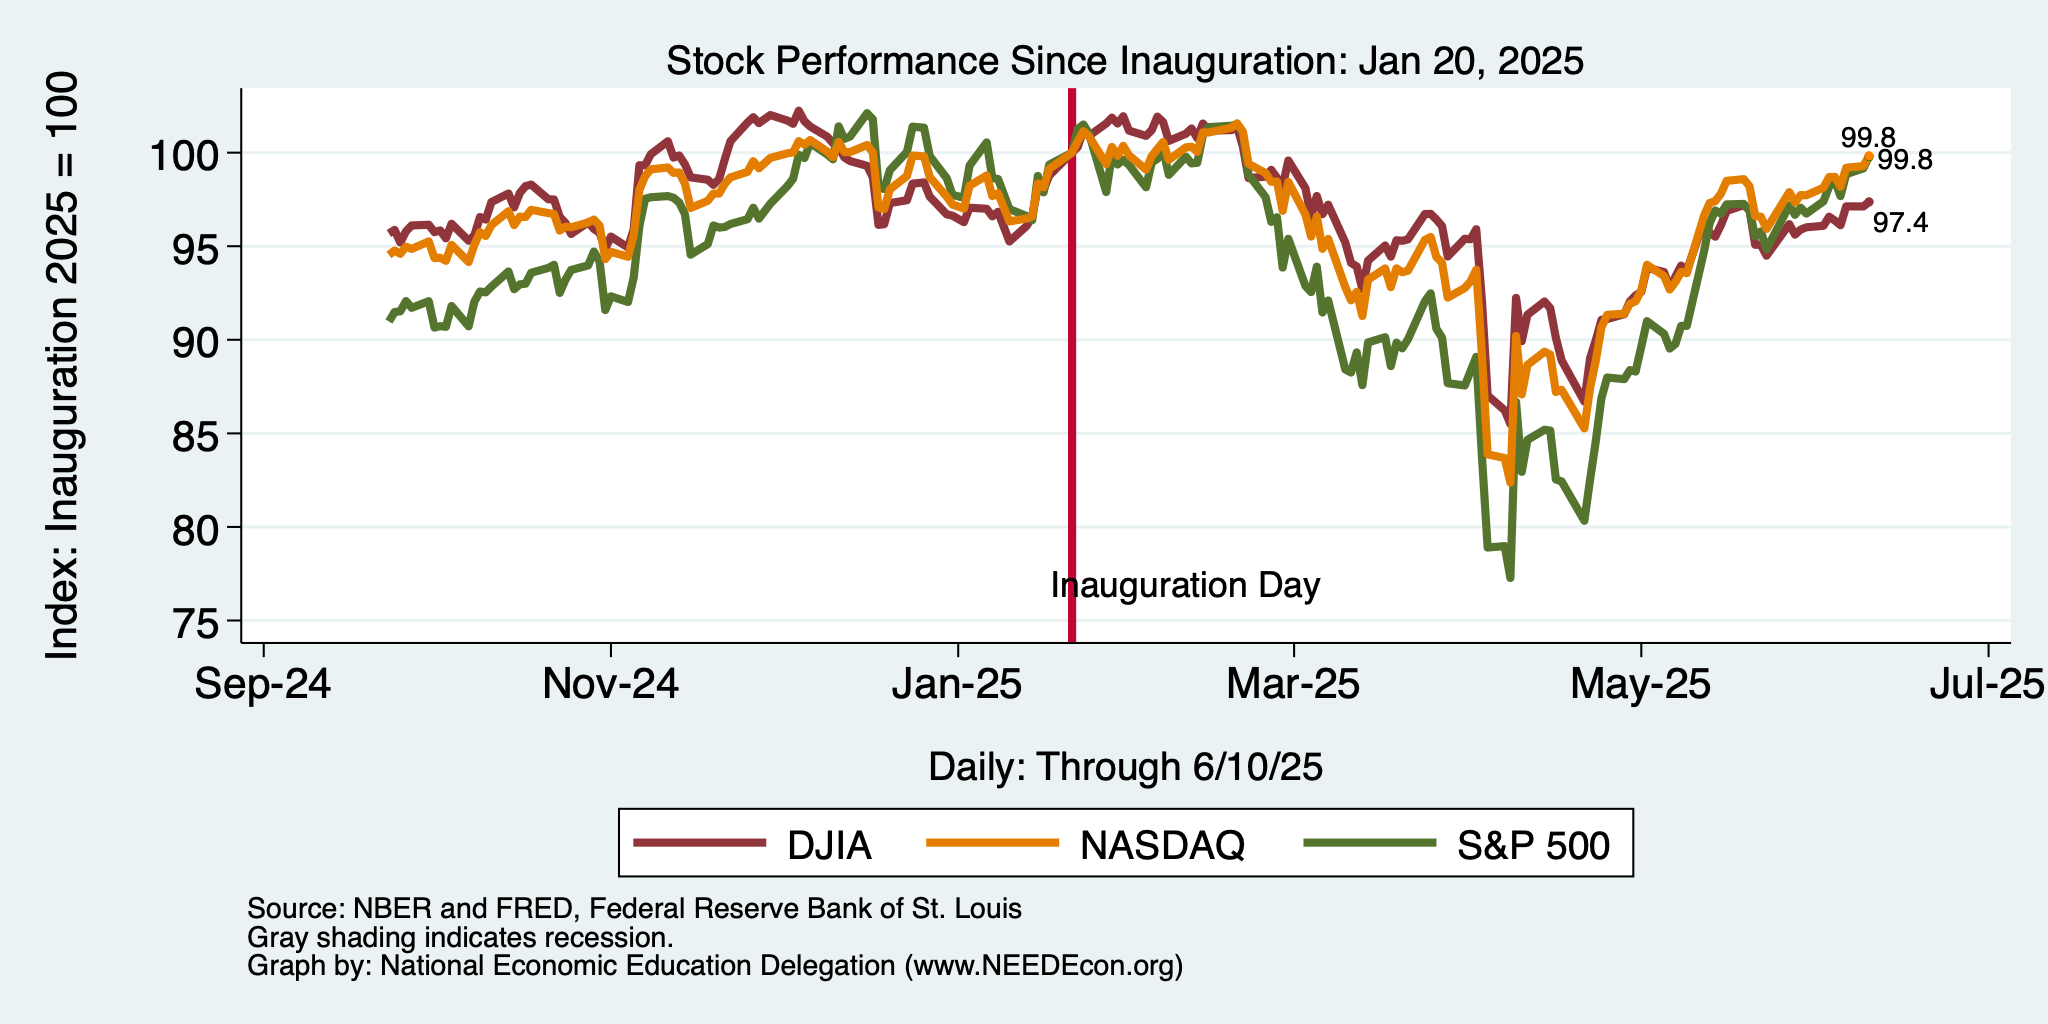 Stock Performance Since Inauguration: Jan 20, 2025
Index: Inauguration 2025 = 100
100
95
90
85
80
75
99.8
99.8
97.4
Inauguration Day
Sep-24 Nov-24 Jan-25 Mar-25 May-25 Jul-25
Daily: Through 6/10/25
DJIA NASDAQ S&P 500
Source: NBER and FRED, Federal Reserve Bank of St. Louis
Gray shading indicates recession.
Graph by: National Economic Education Delegation (www.NEEDEcon.org)